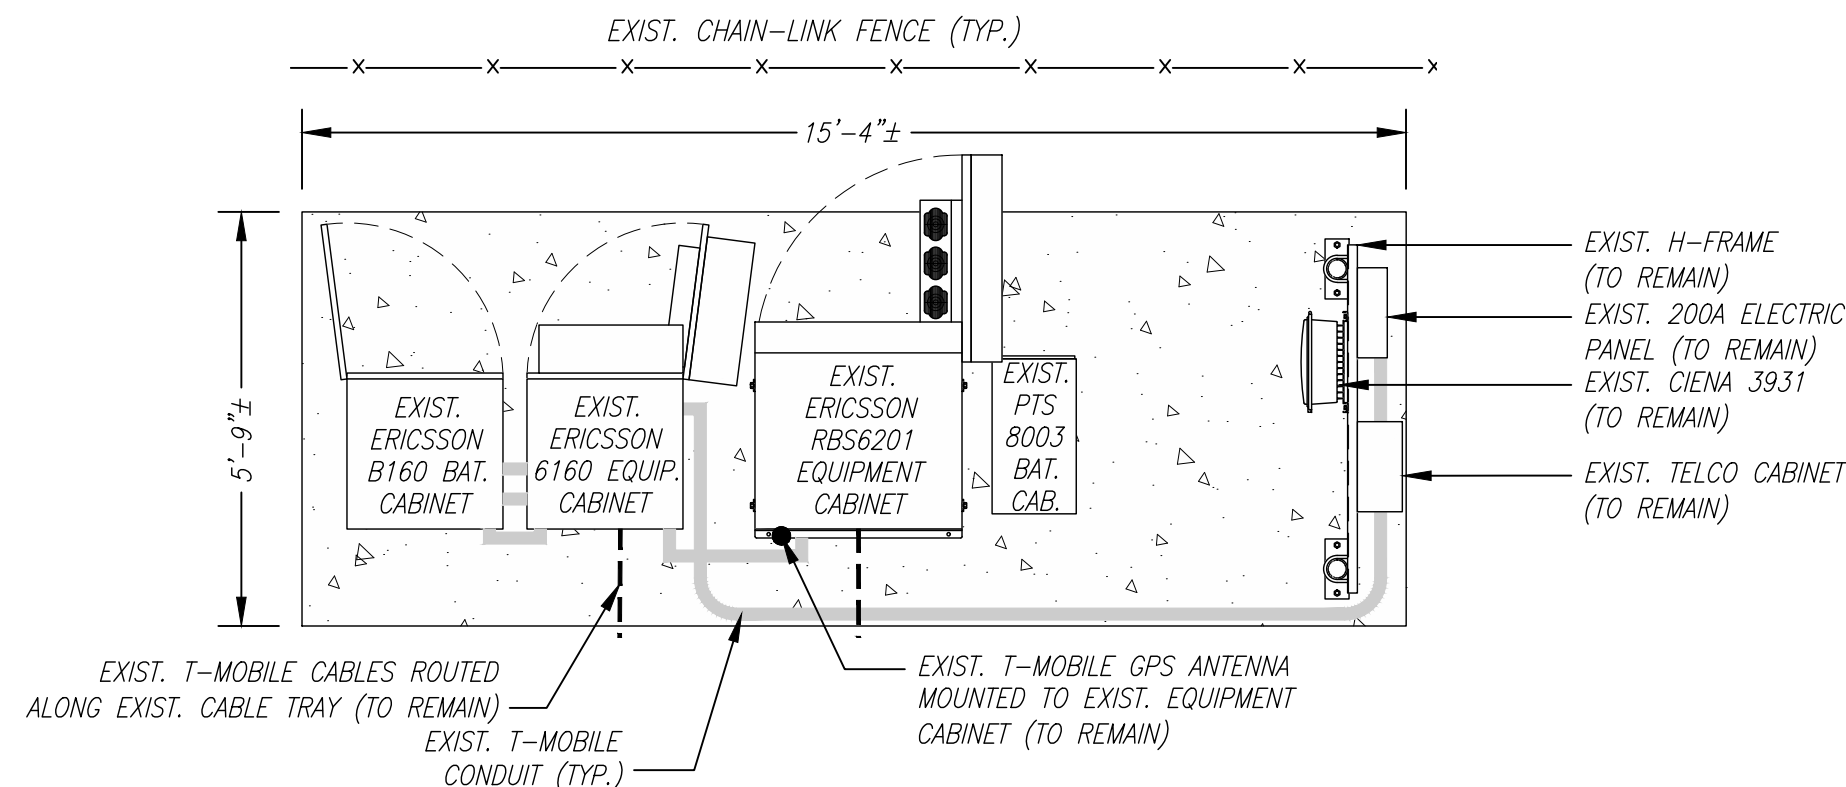 EXIST. CHAIN-LINK FENCE (TYP.)
X X X X X X X X X
15'-4"±
5'-9"±
EXIST.
ERICSSON
B160 BAT.
CABINET
EXIST.
ERICSSON
6160 EQUIP.
CABINET
EXIST.
ERICSSON
RBS6201
EQUIPMENT
CABINET
EXIST.
PTS
8003
BAT.
CAB.
EXIST. H-FRAME
(TO REMAIN)
EXIST. 200A ELECTRIC
PANEL (TO REMAIN)
EXIST. CIENA 3931
(TO REMAIN)
EXIST. TELCO CABINET
(TO REMAIN)
EXIST. T-MOBILE CABLES ROUTED
ALONG EXIST. CABLE TRAY (TO REMAIN)
EXIST. T-MOBILE
CONDUIT (TYP.)
EXIST. T-MOBILE GPS ANTENNA
MOUNTED TO EXIST. EQUIPMENT
CABINET (TO REMAIN)